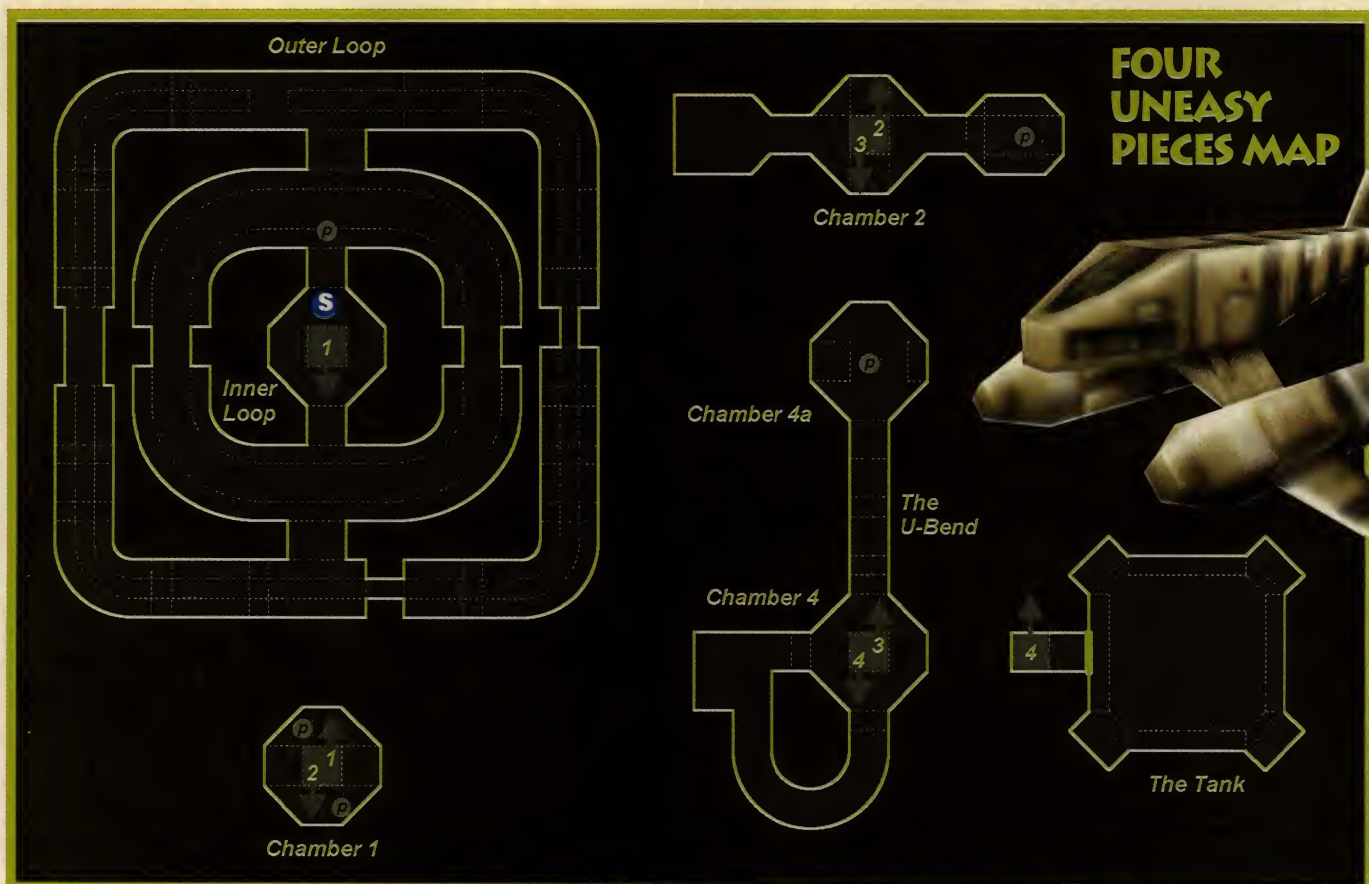 Outer Loop
FOUR
UNEASY
PIECES MAP
2
3
p
Chamber 2
p
S
1
Inner
Loop
p
Chamber 4a
The
U-Bend
Chamber 4
3
4
4
The Tank
p
1
2
p
Chamber 1